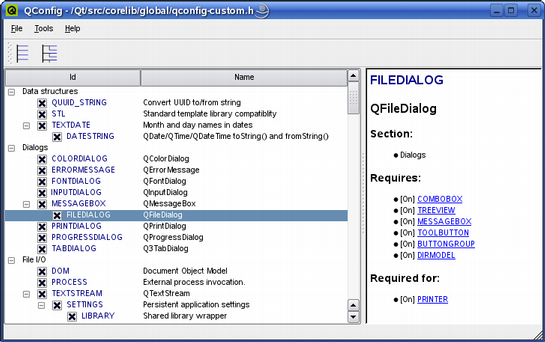 QConfig - /Qt/src/corelib/global/qconfig-custom.h
File Tools Help
Id Name
Data structures
QUUID_STRING Convert UUID to/from string
STL Standard template library compatiblity
TEXTDATE Month and day names in dates
DATESTRING QDate/QTime/QDateTime toString() and fromString()
Dialogs
COLORDIALOG QColorDialog
ERRORMESSAGE QErrorMessage
FONTDIALOG QFontDialog
INPUTDIALOG QInputDialog
MESSAGEBOX QMessageBox
FILEDIALOG QFileDialog
PRINTDIALOG QPrintDialog
PROGRESSDIALOG QProgressDialog
TABDIALOG Q3TabDialog
File I/O
DOM Document Object Model
PROCESS External process invocation.
TEXTSTREAM QTextStream
SETTINGS Persistent application settings
LIBRARY Shared library wrapper
FILEDIALOG
QFileDialog
Section:
Dialogs
Requires:
[On] COMBOBOX
[On] TREEVIEW
[On] MESSAGEBOX
[On] TOOLBUTTON
[On] BUTTONGROUP
[On] DIRMODEL
Required for:
[On] PRINTER